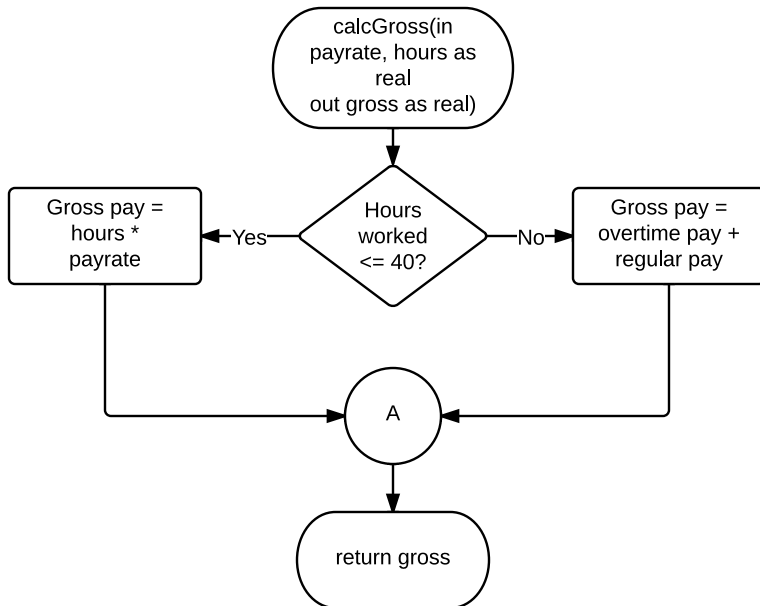 calcGross(in
payrate, hours as
real
out gross as real)
Gross pay =
hours *
payrate
Yes
Hours
worked
<= 40?
No
Gross pay =
overtime pay +
regular pay
A
return gross